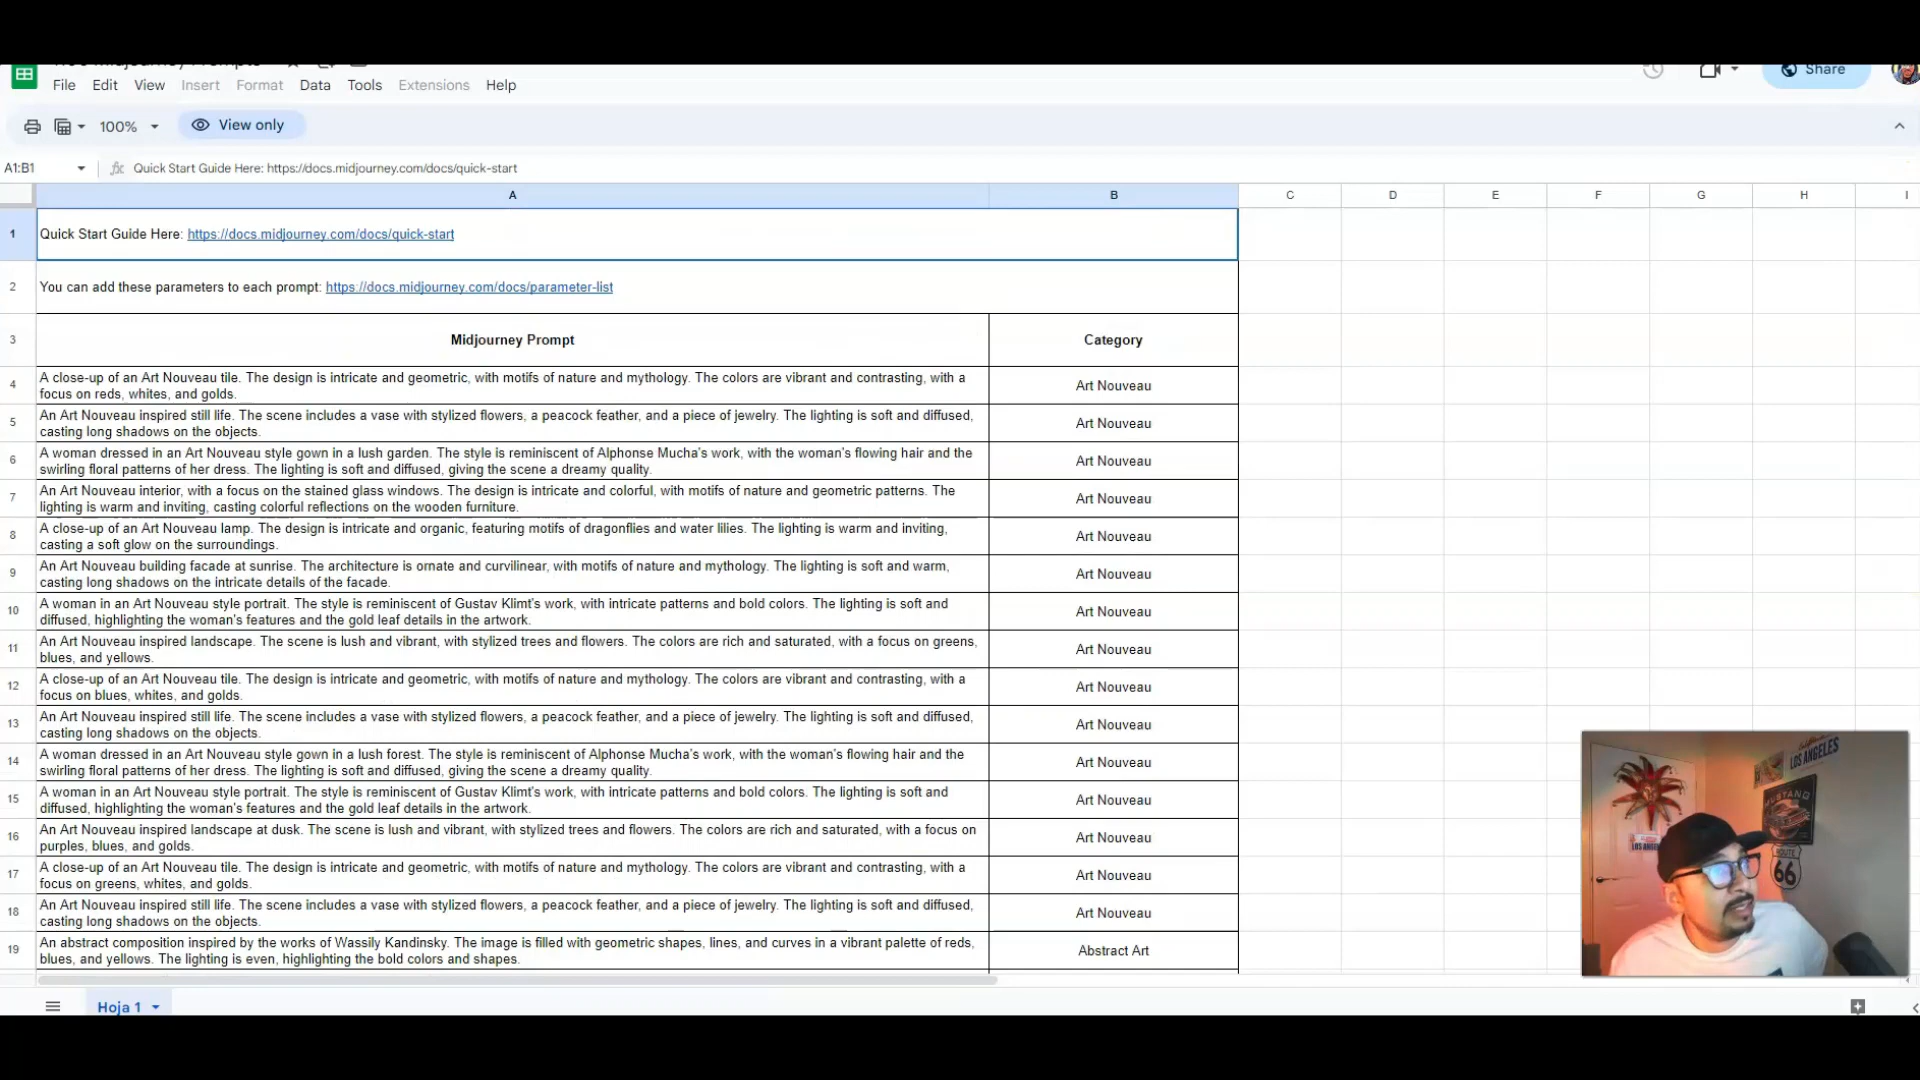 Midjourney Prompts
File Edit View Insert Format Data Tools Extensions Help
Share
100% View only
A1:B1 fx Quick Start Guide Here: https://docs.midjourney.com/docs/quick-start
A B C D E F G H I
1 Quick Start Guide Here: https://docs.midjourney.com/docs/quick-start
2 You can add these parameters to each prompt: https://docs.midjourney.com/docs/parameter-list
3 Midjourney Prompt Category
4 A close-up of an Art Nouveau tile. The design is intricate and geometric, with motifs of nature and mythology. The colors are vibrant and contrasting, with a
focus on reds, whites, and golds. Art Nouveau
5 An Art Nouveau inspired still life. The scene includes a vase with stylized flowers, a peacock feather, and a piece of jewelry. The lighting is soft and diffused,
casting long shadows on the objects. Art Nouveau
6 A woman dressed in an Art Nouveau style gown in a lush garden. The style is reminiscent of Alphonse Mucha's work, with the woman's flowing hair and the
swirling floral patterns of her dress. The lighting is soft and diffused, giving the scene a dreamy quality. Art Nouveau
7 An Art Nouveau interior, with a focus on the stained glass windows. The design is intricate and colorful, with motifs of nature and geometric patterns. The
lighting is warm and inviting, casting colorful reflections on the wooden furniture. Art Nouveau
8 A close-up of an Art Nouveau lamp. The design is intricate and organic, featuring motifs of dragonflies and water lilies. The lighting is warm and inviting,
casting a soft glow on the surroundings. Art Nouveau
9 An Art Nouveau building facade at sunrise. The architecture is ornate and curvilinear, with motifs of nature and mythology. The lighting is soft and warm,
casting long shadows on the intricate details of the facade. Art Nouveau
10 A woman in an Art Nouveau style portrait. The style is reminiscent of Gustav Klimt's work, with intricate patterns and bold colors. The lighting is soft and
diffused, highlighting the woman's features and the gold leaf details in the artwork. Art Nouveau
11 An Art Nouveau inspired landscape. The scene is lush and vibrant, with stylized trees and flowers. The colors are rich and saturated, with a focus on greens,
blues, and yellows. Art Nouveau
12 A close-up of an Art Nouveau tile. The design is intricate and geometric, with motifs of nature and mythology. The colors are vibrant and contrasting, with a
focus on blues, whites, and golds. Art Nouveau
13 An Art Nouveau inspired still life. The scene includes a vase with stylized flowers, a peacock feather, and a piece of jewelry. The lighting is soft and diffused,
casting long shadows on the objects. Art Nouveau
14 A woman dressed in an Art Nouveau style gown in a lush forest. The style is reminiscent of Alphonse Mucha's work, with the woman's flowing hair and the
swirling floral patterns of her dress. The lighting is soft and diffused, giving the scene a dreamy quality. Art Nouveau
15 A woman in an Art Nouveau style portrait. The style is reminiscent of Gustav Klimt's work, with intricate patterns and bold colors. The lighting is soft and
diffused, highlighting the woman's features and the gold leaf details in the artwork. Art Nouveau
16 An Art Nouveau inspired landscape at dusk. The scene is lush and vibrant, with stylized trees and flowers. The colors are rich and saturated, with a focus on
purples, blues, and golds. Art Nouveau
17 A close-up of an Art Nouveau tile. The design is intricate and geometric, with motifs of nature and mythology. The colors are vibrant and contrasting, with a
focus on greens, whites, and golds. Art Nouveau
18 An Art Nouveau inspired still life. The scene includes a vase with stylized flowers, a peacock feather, and a piece of jewelry. The lighting is soft and diffused,
casting long shadows on the objects. Art Nouveau
19 An abstract composition inspired by the works of Wassily Kandinsky. The image is filled with geometric shapes, lines, and curves in a vibrant palette of reds,
blues, and yellows. The lighting is even, highlighting the bold colors and shapes. Abstract Art
LOS ANGELES
MUSTANG
LOS ANGEL
ROUTE
66
Hoja 1